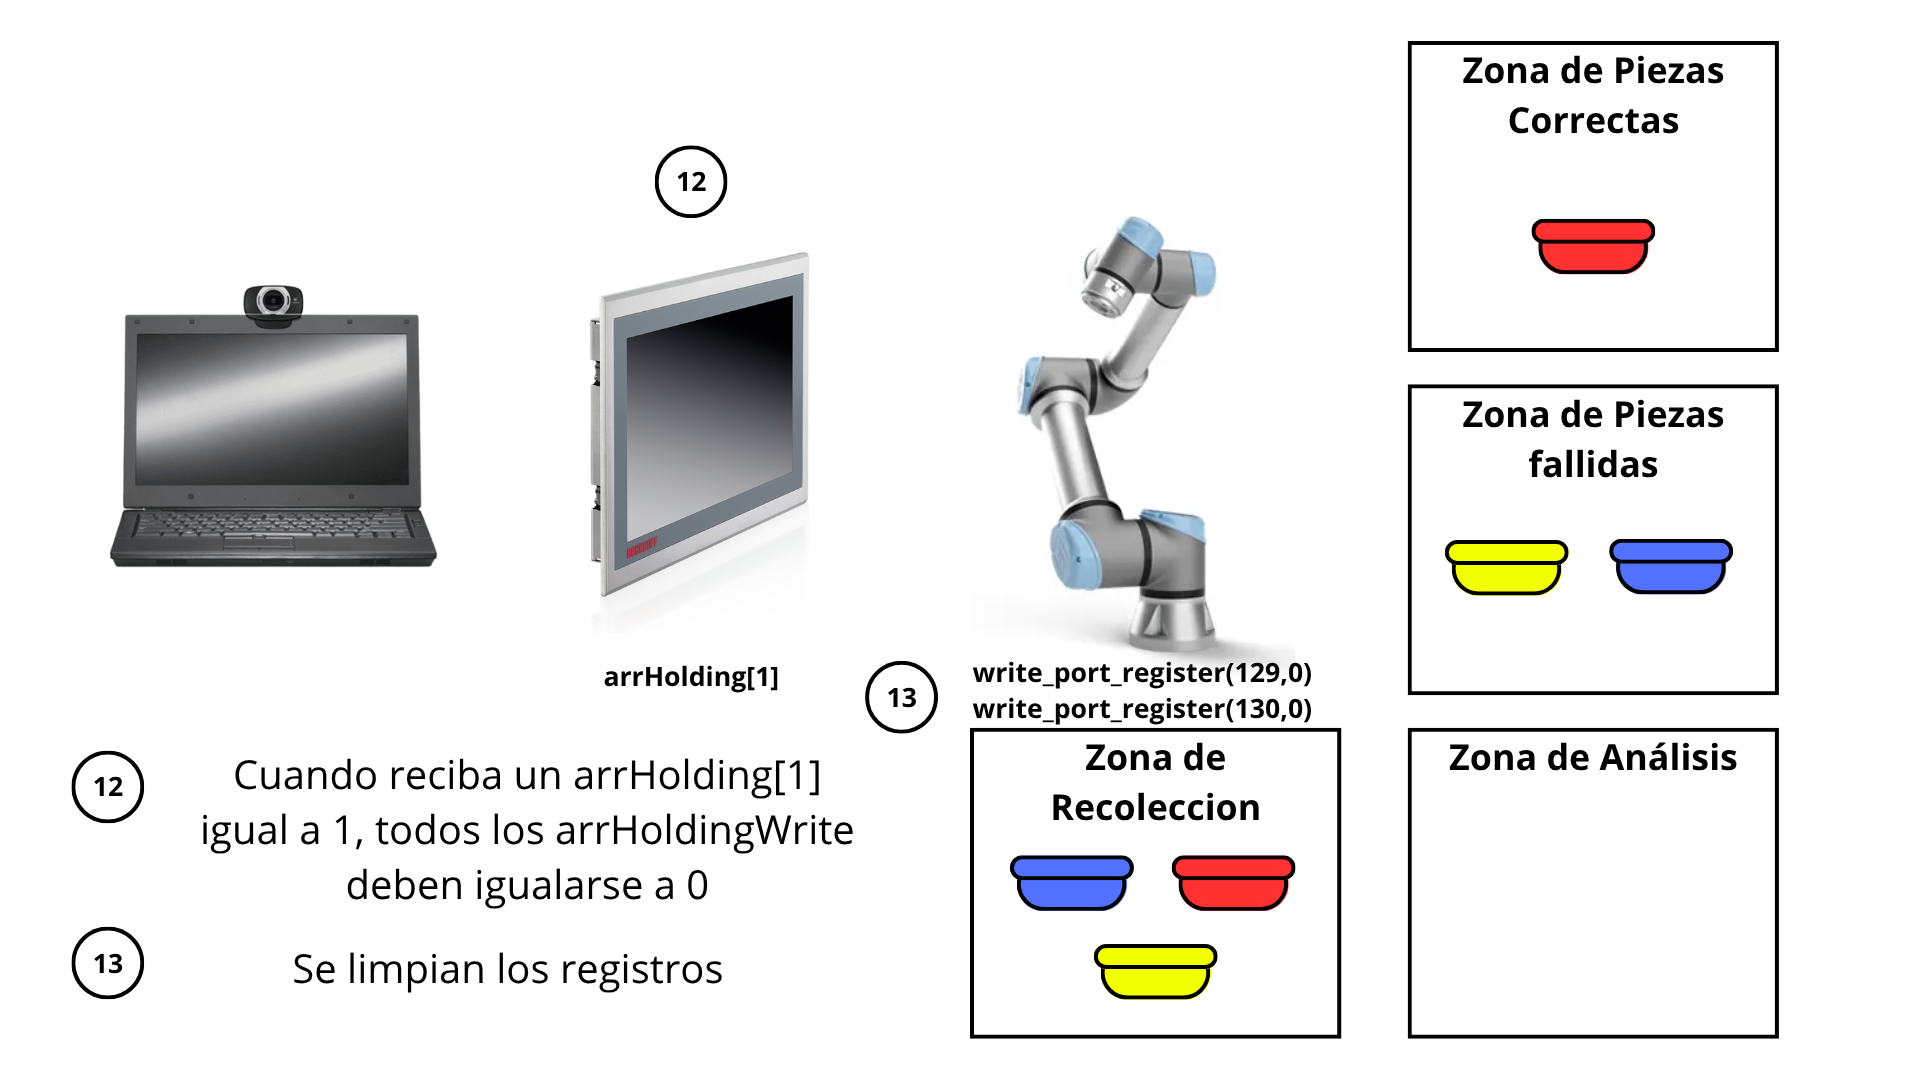 Zona de Piezas
Correctas
12
Zona de Piezas
fallidas
BECKHOFF
arrHolding[1]
13
write_port_register(129,0)
write_port_register(130,0)
12
Cuando reciba un arrHolding[1]
igual a 1, todos los arrHoldingWrite
deben igualarse a 0
13
Se limpian los registros
Zona de
Recoleccion
Zona de Análisis